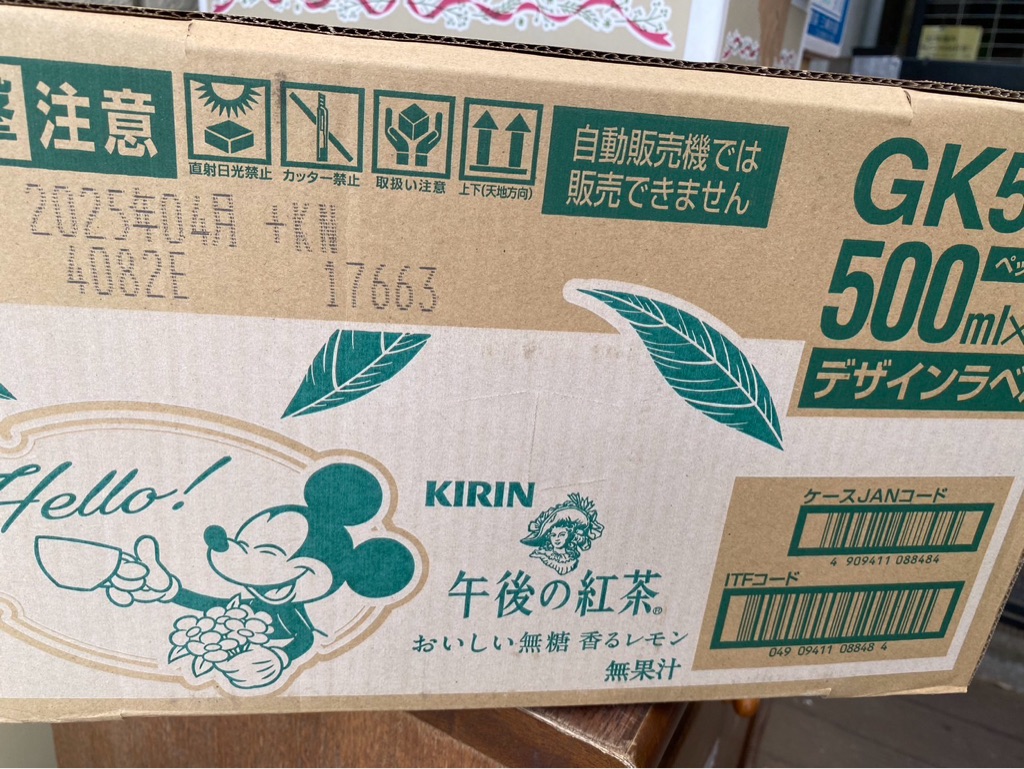 注意
直射日光禁止
カッター禁止
取扱い注意
上下(天地方向)
自動販売機では
販売できません
GK5
2025年04月 +KN
4082E 17663
500ml×
デザインラベ
Hello!
KIRIN
午後の紅茶®
おいしい無糖 香るレモン
無果汁
ケースJANコード
4 909411 088484
ITFコード
049 09411 08848 4